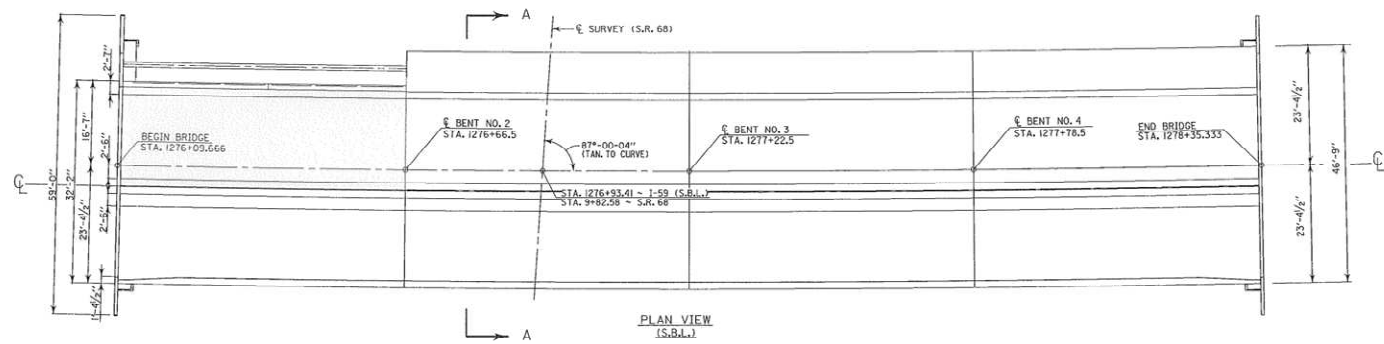 A
℄ SURVEY (S.R. 68)
2'-7"
16'-7"
BEGIN BRIDGE
STA. 1276+09.666
2'-6"
℄ BENT NO. 2
STA. 1276+66.5
87°-00-04"
(TAN. TO CURVE)
℄ BENT NO. 3
STA. 1277+22.5
℄ BENT NO. 4
STA. 1277+78.5
END BRIDGE
STA. 1278+35.333
23'-4½"
46'-9"
℄
59'-0"
32'-2"
23'-4½"
2'-6"
STA. 1276+93.41 ~ I-59 (S.B.L.)
STA. 9+82.58 ~ S.R. 68
23'-4½"
℄
1'-4½"
PLAN VIEW
(S.B.L.)
A